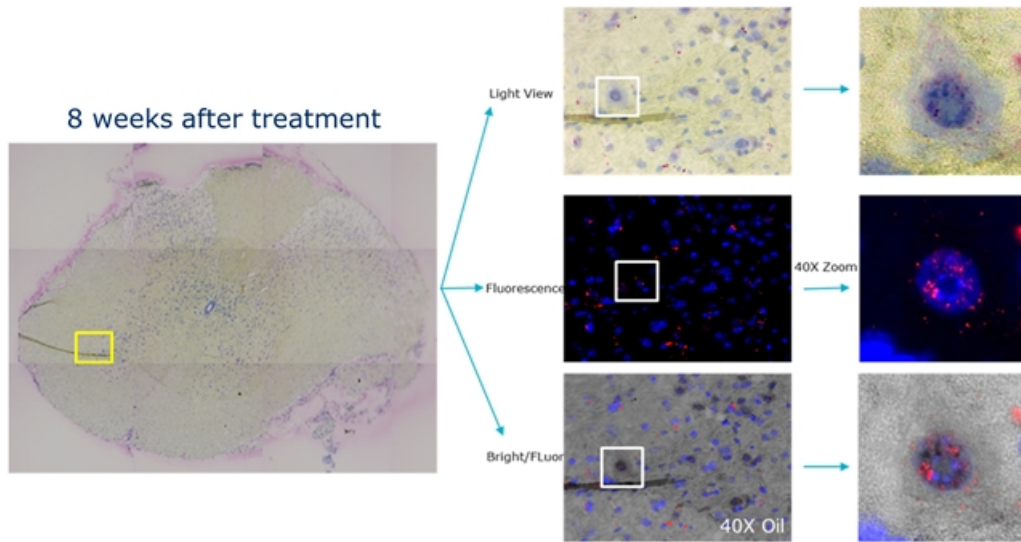 8 weeks after treatment
Light View
Fluorescence
40X Zoom
Bright/FLuor
40X Oil